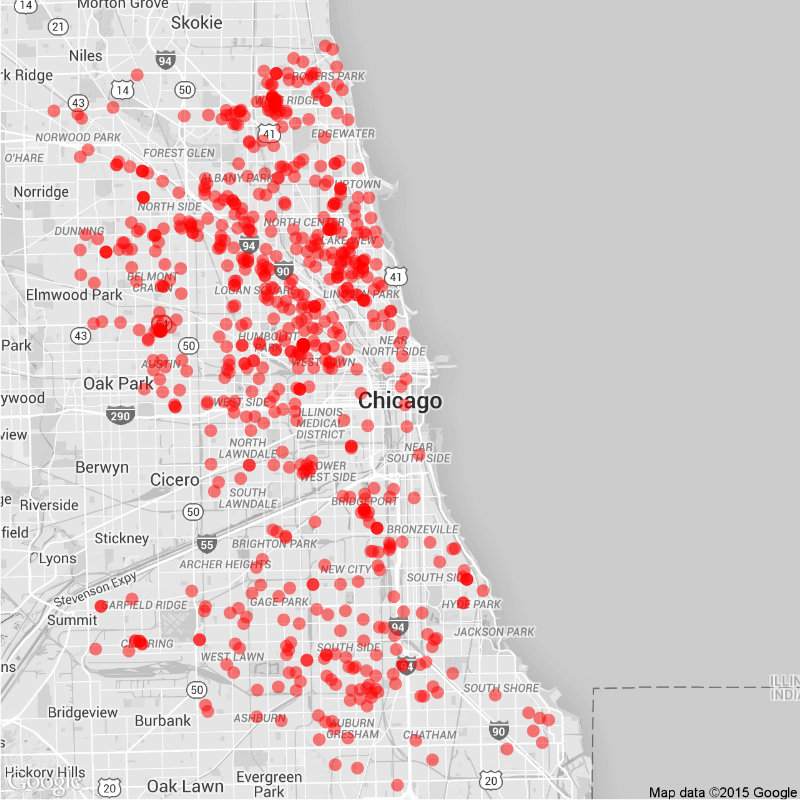 Morton Grove
14
21
Skokie
Niles
94
rk Ridge
ROGERS PARK
14
50
43
WEST RIDGE
41
EDGEWATER
NORWOOD PARK
O'HARE
FOREST GLEN
ALBANY PARK
UPTOWN
Norridge
NORTH SIDE
DUNNING
NORTH CENTER
94
LAKE VIEW
90
41
BELMONT
CRAGIN
Elmwood Park
LOGAN SQUARE
LINCOLN PARK
43
HUMBOLDT
PARK
NEAR
NORTH SIDE
Park
50
AUSTIN
WEST TOWN
Oak Park
ywood
WEST SIDE
Chicago
290
ILLINOIS
MEDICAL
DISTRICT
view
NORTH
LAWNDALE
NEAR
SOUTH SIDE
Berwyn
LOWER
WEST SIDE
Cicero
SOUTH
LAWNDALE
ge
Riverside
BRIDGEPORT
50
field
Stickney
55
BRIGHTON PARK
BRONZEVILLE
Lyons
ARCHER HEIGHTS
NEW CITY
SOUTH SIDE
Stevenson Expy
GARFIELD RIDGE
GAGE PARK
HYDE PARK
Summit
94
JACKSON PARK
CLEARING
SOUTH SIDE
WEST LAWN
94
ns
50
SOUTH SHORE
ILLIN
INDIA
Bridgeview
Burbank
ASHBURN
AUBURN
GRESHAM
CHATHAM
90
Hickory Hills
Google
20
Oak Lawn
Evergreen
Park
20
Map data ©2015 Google